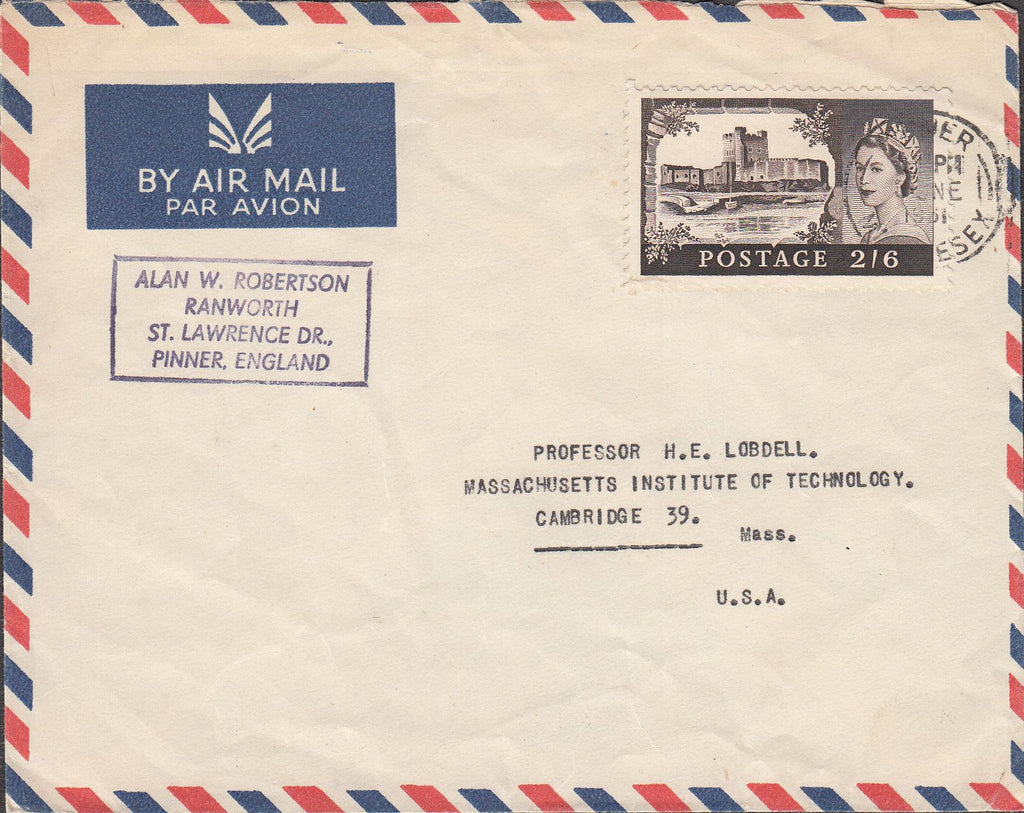 BY AIR MAIL
PAR AVION
POSTAGE 2/6
ALAN W. ROBERTSON
RANWORTH
ST. LAWRENCE DR.,
PINNER, ENGLAND
PROFESSOR H.E. LOBDELL.
MASSACHUSETTS INSTITUTE OF TECHNOLOGY.
CAMBRIDGE 39.
Mass.
U.S.A.